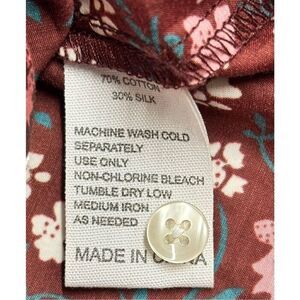 70% COTTON
30% SILK
MACHINE WASH COLD
SEPARATELY
USE ONLY
NON-CHLORINE BLEACH
TUMBLE DRY LOW
MEDIUM IRON
AS NEEDED
MADE IN